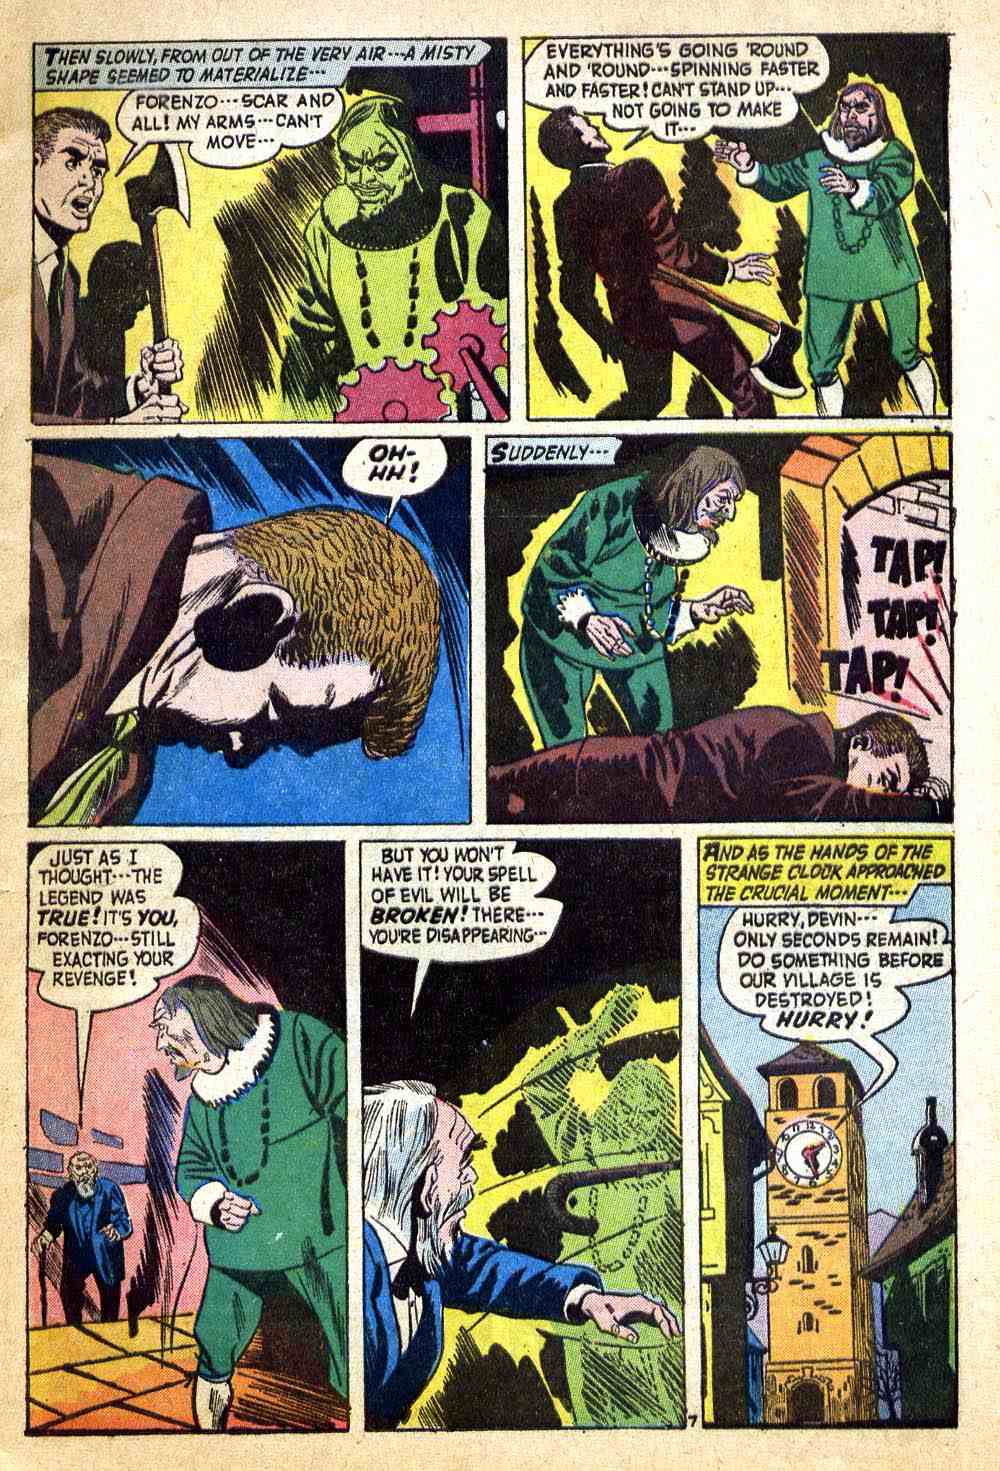 THEN SLOWLY, FROM OUT OF THE VERY AIR---A MISTY
SHAPE SEEMED TO MATERIALIZE---
FORENZO---SCAR AND
ALL! MY ARMS---CAN'T
MOVE---
EVERYTHING'S GOING 'ROUND
AND 'ROUND---SPINNING FASTER
AND FASTER! CAN'T STAND UP---
NOT GOING TO MAKE
IT---
OH-
HH!
SUDDENLY---
TAP!
TAP!
TAP!
JUST AS I
THOUGHT---THE
LEGEND WAS
TRUE! IT'S YOU,
FORENZO---STILL
EXACTING YOUR
REVENGE!
BUT YOU WON'T
HAVE IT! YOUR SPELL
OF EVIL WILL BE
BROKEN! THERE---
YOU'RE DISAPPEARING--
7
AND AS THE HANDS OF THE
STRANGE CLOCK APPROACHED
THE CRUCIAL MOMENT---
HURRY, DEVIN---
ONLY SECONDS REMAIN!
DO SOMETHING BEFORE
OUR VILLAGE IS
DESTROYED!
HURRY!